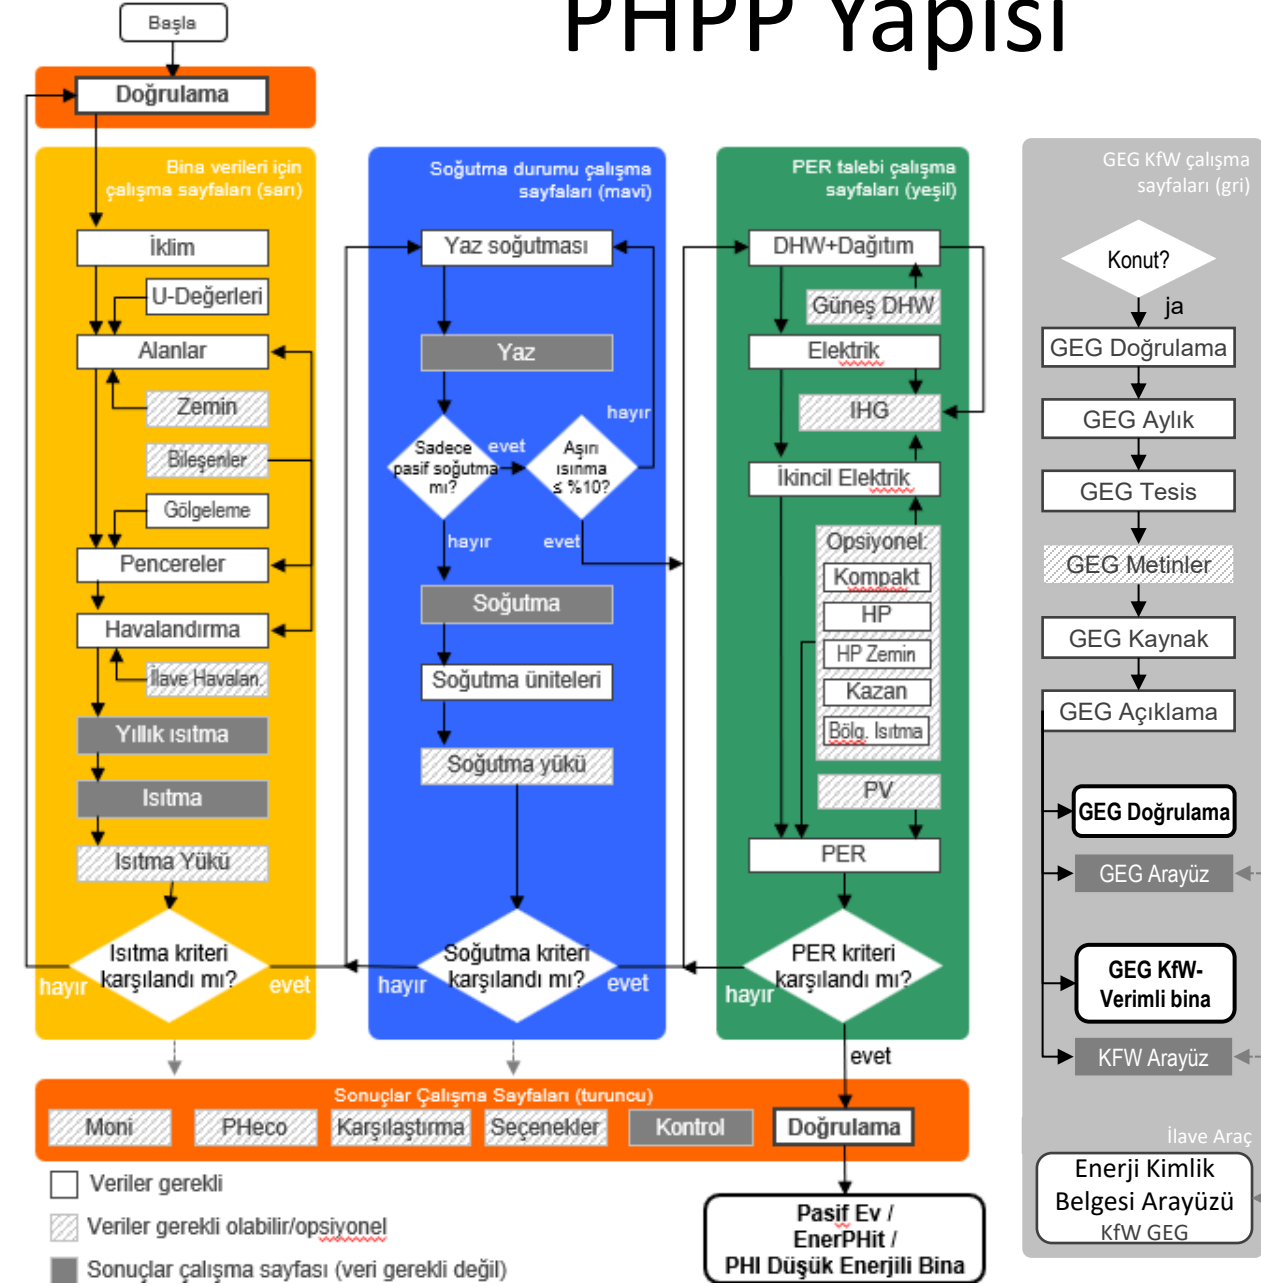 PHPP Yapısı
Başla
Doğrulama
Bina verileri için
çalışma sayfaları (sarı)
İklim
U-Değerleri
Alanlar
Zemin
Bileşenler
Gölgeleme
Pencereler
Havalandırma
İlave Havalan.
Yıllık ısıtma
Isıtma
Isıtma Yükü
Isıtma kriteri
karşılandı mı?
hayır
evet
Soğutma durumu çalışma
sayfaları (mavi)
Yaz soğutması
Yaz
hayır
Sadece
pasif soğutma
mı?
evet
Aşırı
ısınma
≤ %10?
hayır
evet
Soğutma
Soğutma üniteleri
Soğutma yükü
Soğutma kriteri
karşılandı mı?
hayır
evet
PER talebi çalışma
sayfaları (yeşil)
DHW+Dağıtım
Güneş DHW
Elektrik
IHG
İkincil Elektrik
Opsiyonel:
Kompakt
HP
HP Zemin
Kazan
Bölg. Isıtma
PV
PER
PER kriteri
karşılandı mı?
hayır
evet
GEG KfW çalışma
sayfaları (gri)
Konut?
ja
GEG Doğrulama
GEG Aylık
GEG Tesis
GEG Metinler
GEG Kaynak
GEG Açıklama
GEG Doğrulama
GEG Arayüz
GEG KfW-
Verimli bina
KFW Arayüz
İlave Araç
Enerji Kimlik
Belgesi Arayüzü
KfW GEG
Sonuçlar Çalışma Sayfaları (turuncu)
Moni
PHeco
Karşılaştırma
Seçenekler
Kontrol
Doğrulama
Veriler gerekli
Veriler gerekli olabilir/opsiyonel
Sonuçlar çalışma sayfası (veri gerekli değil)
Pasif Ev /
EnerPHit /
PHI Düşük Enerjili Bina